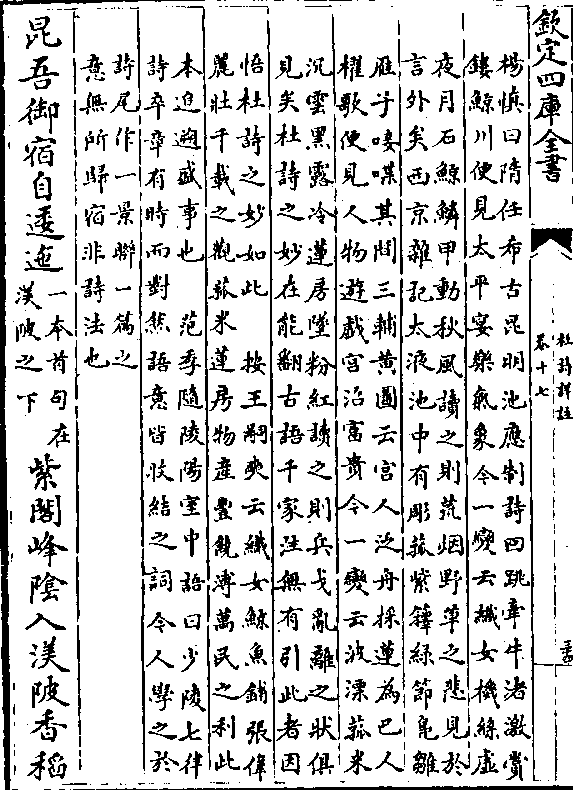 欽定四庫全書
杜詩詳註
卷十七
楊慎曰隋任布古昆明池應制詩回眺牽牛渚激賞
鏤鯨川便見太平宴樂氣象今一變云織女機絲虛
夜月石鯨鱗甲動秋風讀之則荒烟野草之悲見於
言外矣西京雜記太液池中有彫菰紫籜綠節鳧雛
雁子唼喋其間三輔黃圖云宮人泛舟採蓮為巴人
櫂歌便見人物遊戲宮沼富貴今一變云波漂菰米
沉雲黑露冷蓮房墜粉紅讀之則兵戈亂離之狀俱
見矣杜詩之妙在能翻古語千家註無有引此者因
悟杜詩之妙如此 按王嗣奭云織女鯨魚鋪張偉
麗壯千載之觀菰米蓮房物產豐饒溥萬民之利此
本追遡盛事也 范季隨陵陽室中語曰少陵七律
詩卒章有時而對然語意皆收結之詞今人學之於
詩尾作一景聯一篇之
意無所歸宿非詩法也
昆吾御宿自逶迤一本首句在渼陂之下紫閣峰陰入渼陂香稻